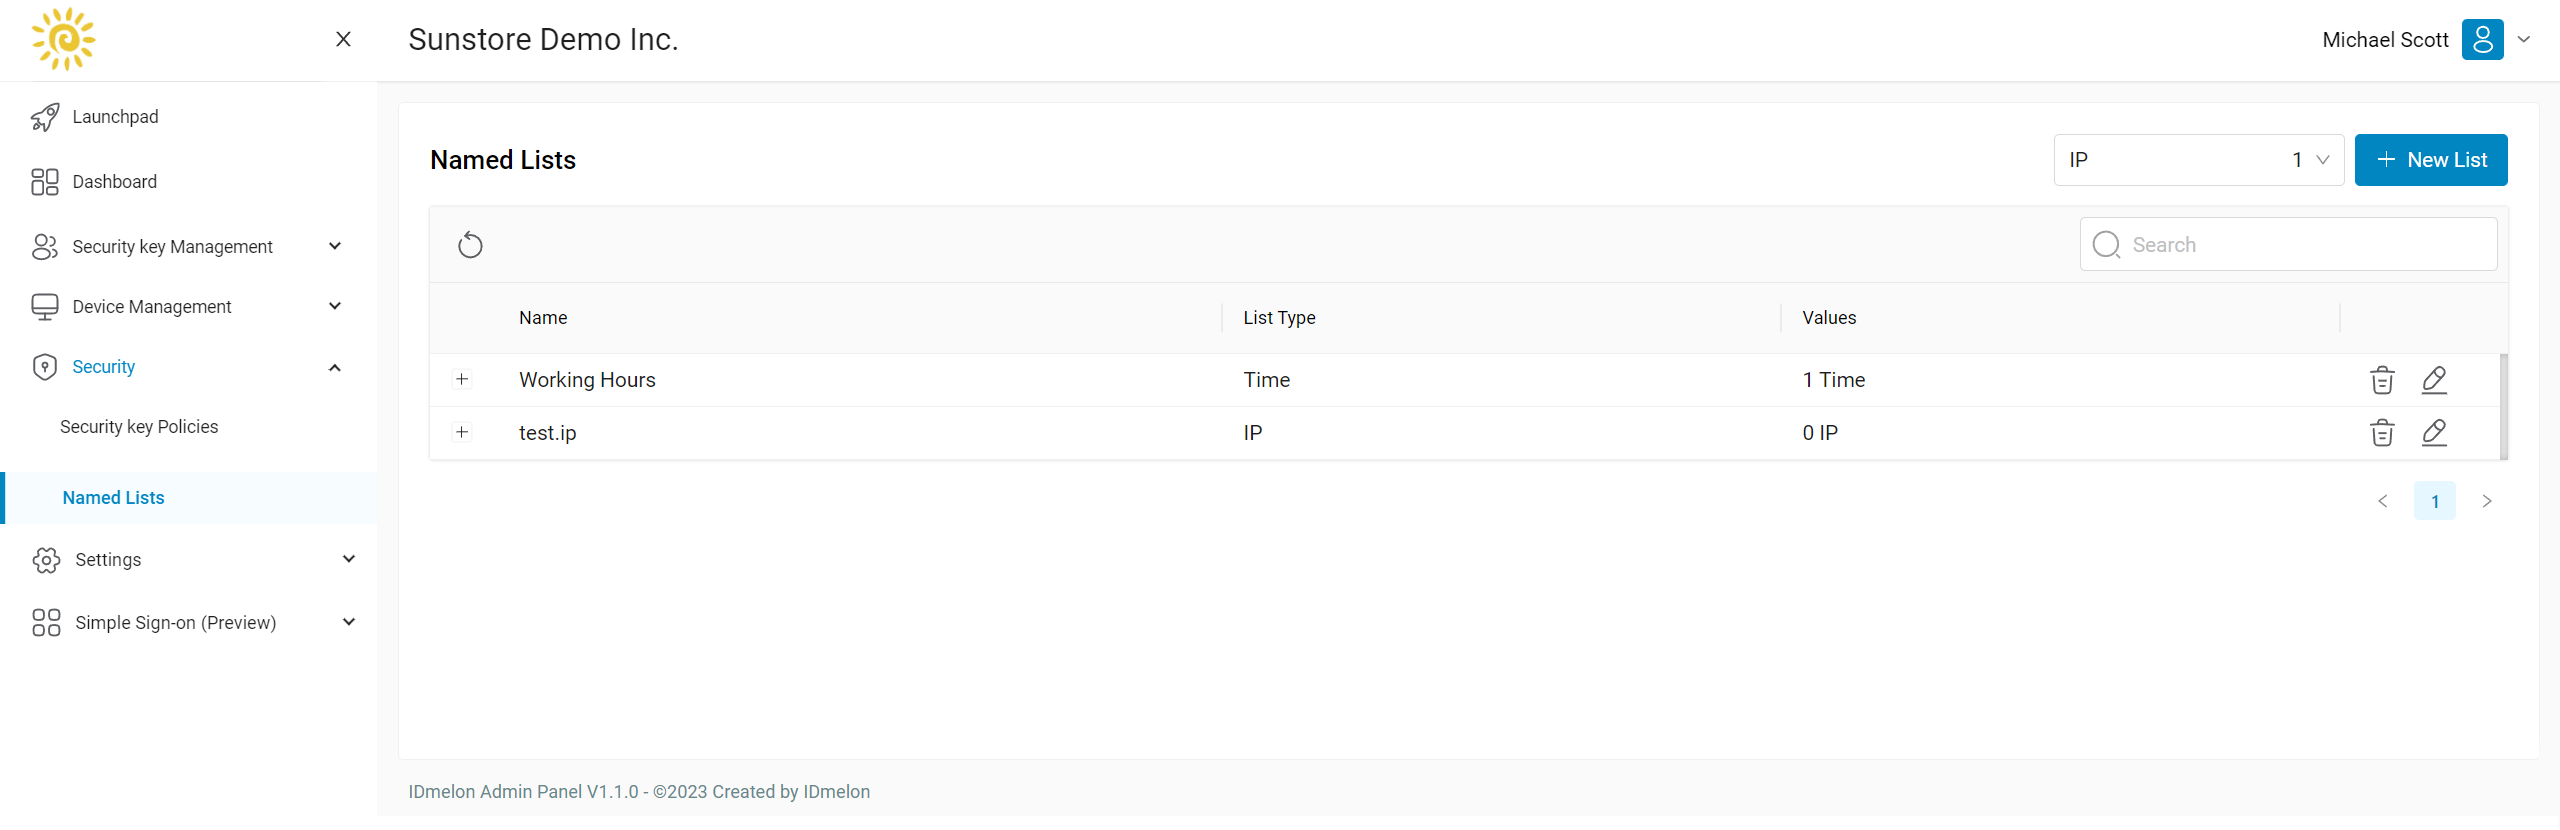 Sunstore Demo Inc.
Michael Scott
Launchpad
Dashboard
Security key Management
Device Management
Security
Security key Policies
Named Lists
Settings
Simple Sign-on (Preview)
Named Lists
IP 1
New List
Search
Name List Type Values
Working Hours Time 1 Time
test.ip IP 0 IP
1
IDmelon Admin Panel V1.1.0 - ©2023 Created by IDmelon